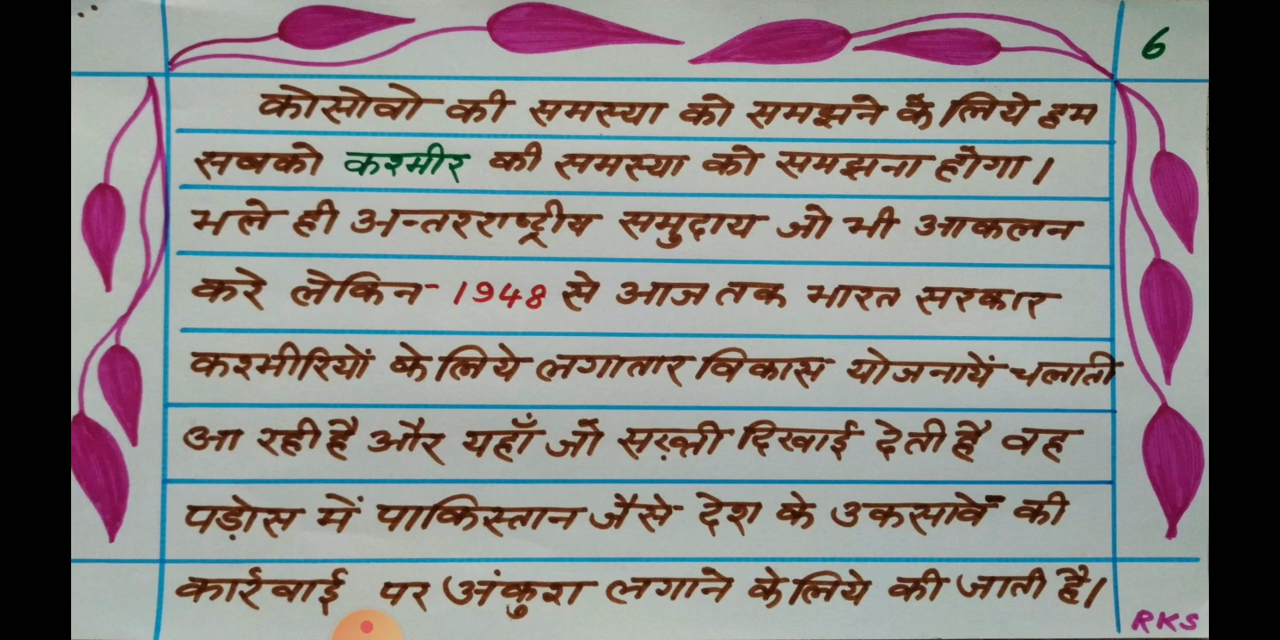 6
कोसोवो की समस्या को समझने के लिये हम
सबको कश्मीर की समस्या को समझना होगा।
भले ही अन्तरराष्ट्रीय समुदाय जो भी आकलन
करे लेकिन - 1948 से आज तक भारत सरकार
कश्मीरियों के लिये लगातार विकास योजनायें चलाती
आ रही है और यहाँ जो सख़्ती दिखाई देती है वह
पड़ोस में पाकिस्तान जैसे देश के उकसावे की
कार्रवाई पर अंकुश लगाने के लिये की जाती है।
RKS